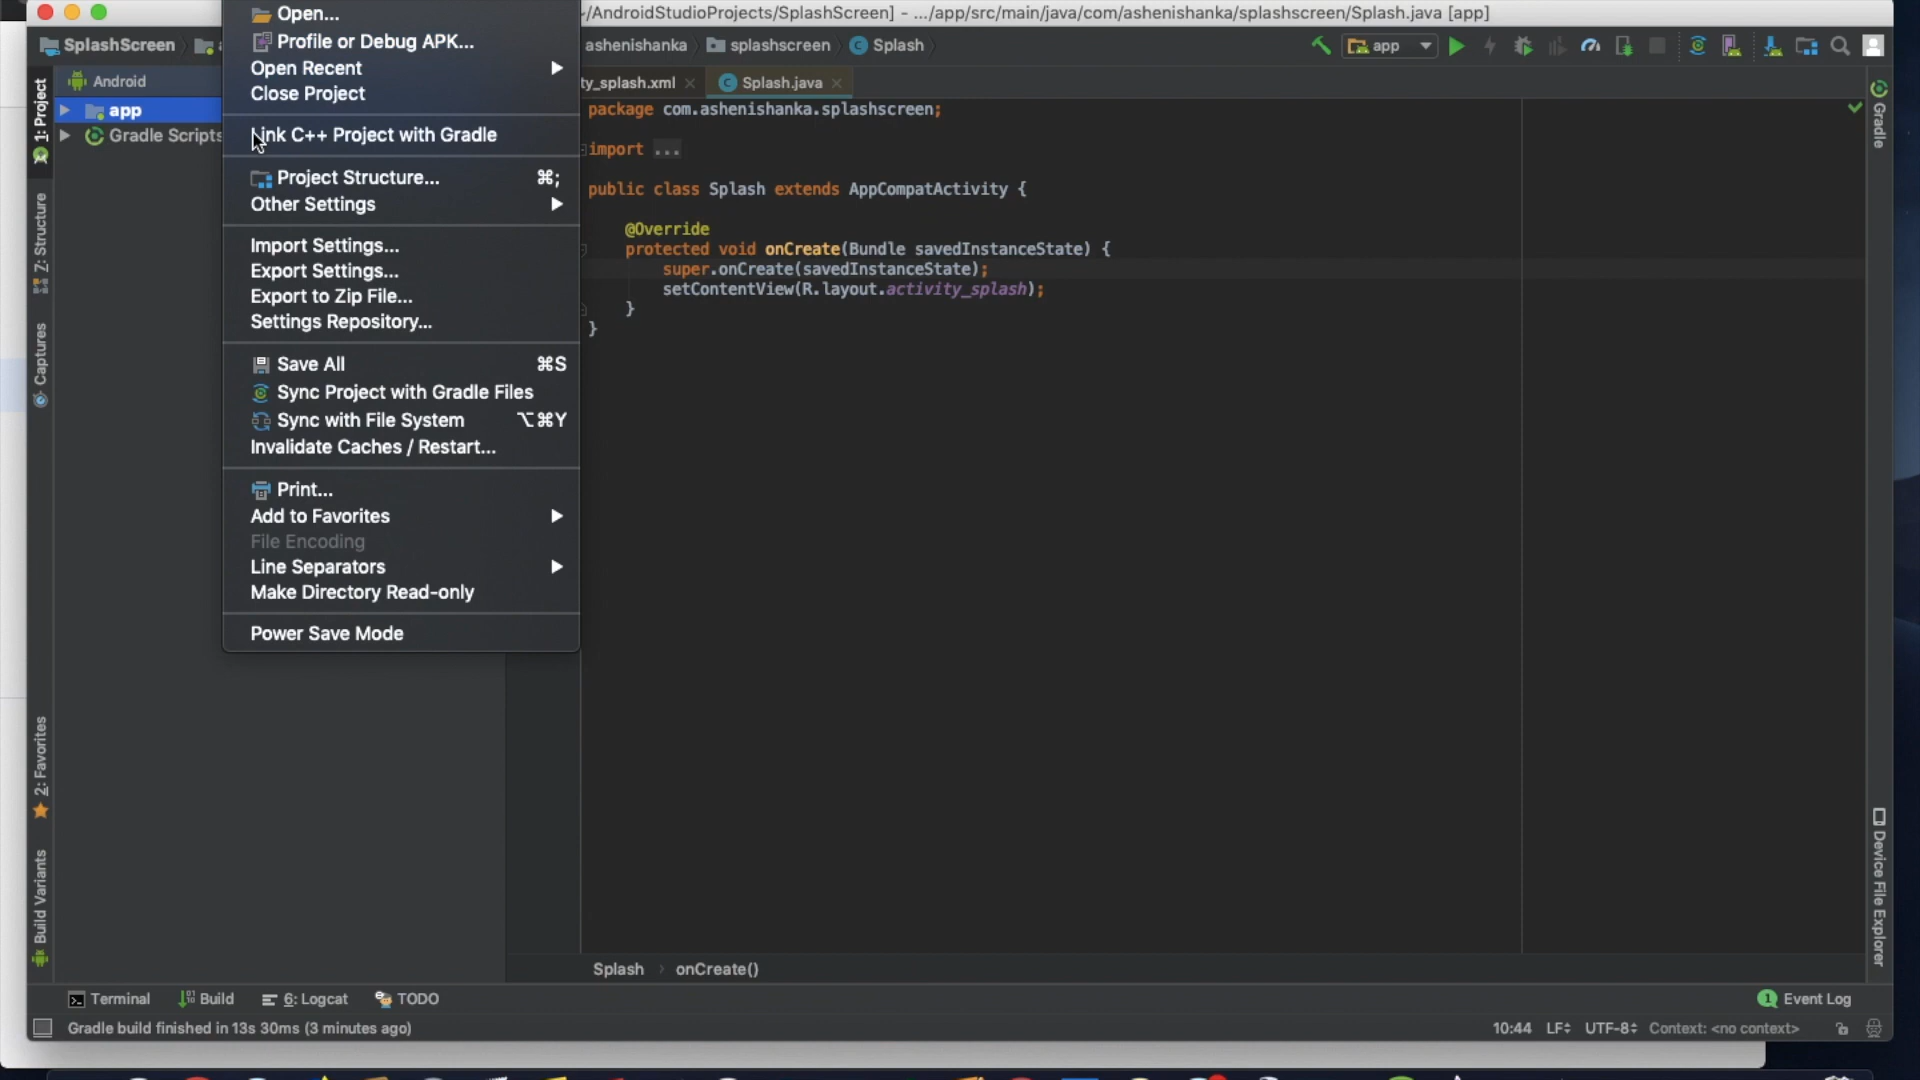 /AndroidStudioProjects/SplashScreen] - .../app/src/main/java/com/ashenishanka/splashscreen/Splash.java [app]
SplashScreen
ashenishanka
splashscreen
Splash
app
Android
ty_splash.xml
Splash.java
app
Gradle Scripts
Open...
Profile or Debug APK...
Open Recent
Close Project
Link C++ Project with Gradle
Project Structure... ⌘;
Other Settings
Import Settings...
Export Settings...
Export to Zip File...
Settings Repository...
Save All ⌘S
Sync Project with Gradle Files
Sync with File System ⌥⌘Y
Invalidate Caches / Restart...
Print...
Add to Favorites
File Encoding
Line Separators
Make Directory Read-only
Power Save Mode
package com.ashenishanka.splashscreen;
import ...
public class Splash extends AppCompatActivity {
@Override
protected void onCreate(Bundle savedInstanceState) {
super.onCreate(savedInstanceState);
setContentView(R.layout.activity_splash);
}
}
1: Project
Z: Structure
Captures
2: Favorites
Build Variants
Gradle
Device File Explorer
Splash
onCreate()
Terminal
Build
6: Logcat
TODO
1 Event Log
Gradle build finished in 13s 30ms (3 minutes ago)
10:44
LF
UTF-8
Context: <no context>